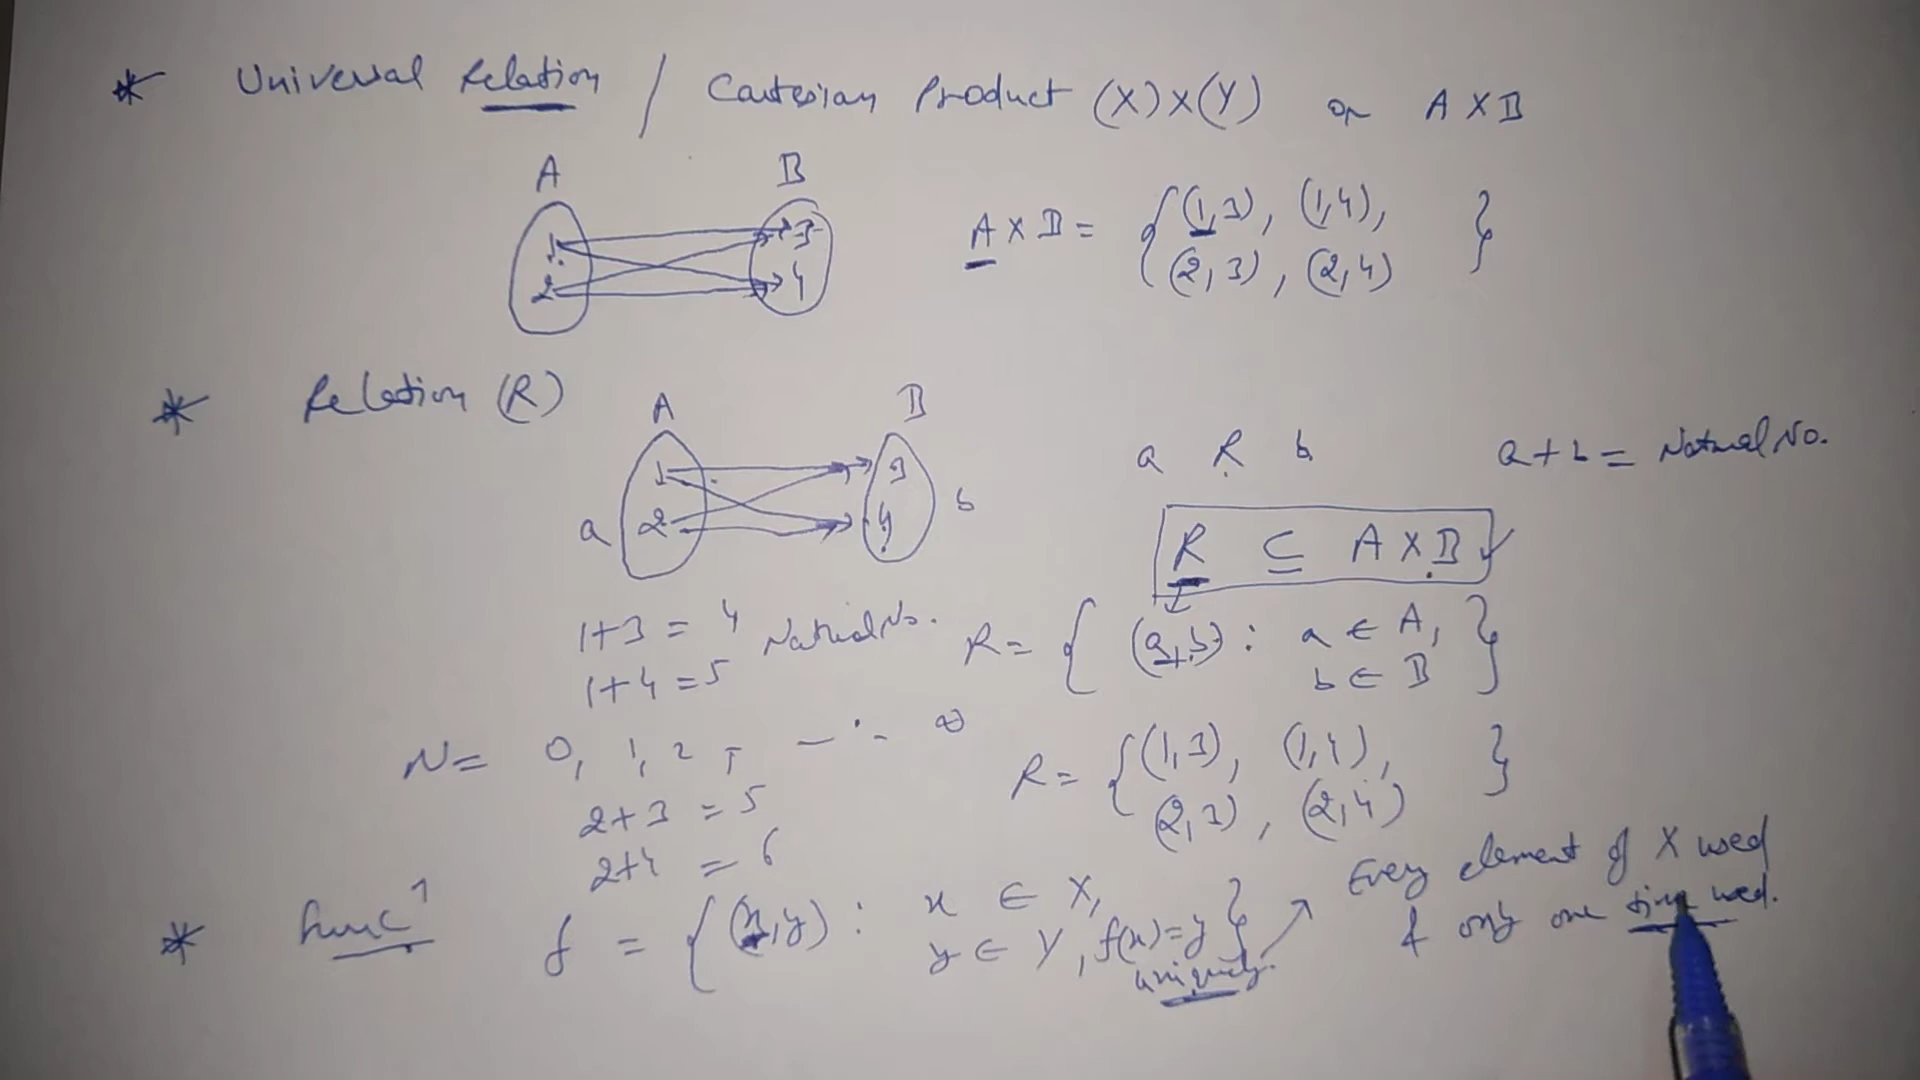 * Universal Relation / Cartesian Product (X)x(Y) or A X B
A B
1 3
2 4
A X B = { (1,3), (1,4),
(2,3), (2,4) }
* Relation (R)
A B
1 3
a 2 4 b
a R b a+b = Natural No.
R ⊆ A X B
1+3 = 4 Natural No.
1+4 = 5
R = { (a,b) : a ∈ A,
b ∈ B }
N = 0, 1, 2, - - - ∞
2+3 = 5
2+4 = 6
R = { (1,3), (1,4),
(2,3), (2,4) }
* Funcⁿ f = { (x,y) : x ∈ X,
y ∈ Y, f(x)=y }
uniquely.
Every element of X used
& only one time used.